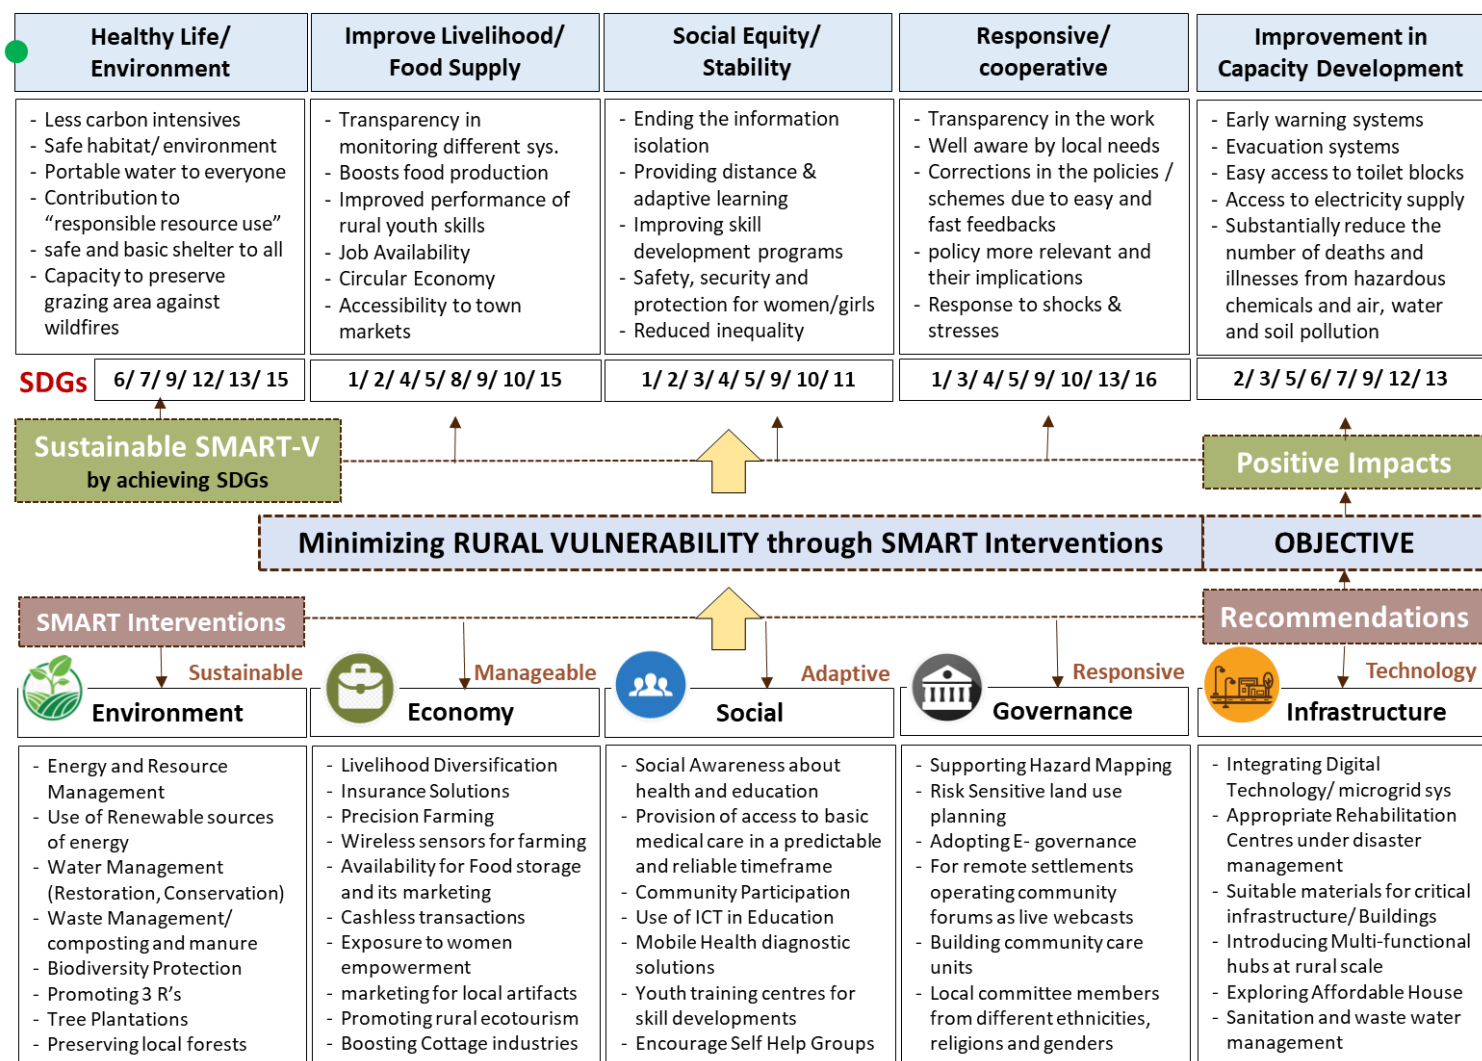 Healthy Life/
Environment
Improve Livelihood/
Food Supply
Social Equity/
Stability
Responsive/
cooperative
Improvement in
Capacity Development
- Less carbon intensives
- Safe habitat/ environment
- Portable water to everyone
- Contribution to
“responsible resource use”
- safe and basic shelter to all
- Capacity to preserve
grazing area against
wildfires
- Transparency in
monitoring different sys.
- Boosts food production
- Improved performance of
rural youth skills
- Job Availability
- Circular Economy
- Accessibility to town
markets
- Ending the information
isolation
- Providing distance &
adaptive learning
- Improving skill
development programs
- Safety, security and
protection for women/girls
- Reduced inequality
- Transparency in the work
- Well aware by local needs
- Corrections in the policies /
schemes due to easy and
fast feedbacks
- policy more relevant and
their implications
- Response to shocks &
stresses
- Early warning systems
- Evacuation systems
- Easy access to toilet blocks
- Access to electricity supply
- Substantially reduce the
number of deaths and
illnesses from hazardous
chemicals and air, water
and soil pollution
SDGs
6/ 7/ 9/ 12/ 13/ 15
1/ 2/ 4/ 5/ 8/ 9/ 10/ 15
1/ 2/ 3/ 4/ 5/ 9/ 10/ 11
1/ 3/ 4/ 5/ 9/ 10/ 13/ 16
2/ 3/ 5/ 6/ 7/ 9/ 12/ 13
Sustainable SMART-V
by achieving SDGs
Positive Impacts
Minimizing RURAL VULNERABILITY through SMART Interventions
OBJECTIVE
SMART Interventions
Recommendations
Sustainable
Environment
Manageable
Economy
Adaptive
Social
Responsive
Governance
Technology
Infrastructure
- Energy and Resource
Management
- Use of Renewable sources
of energy
- Water Management
(Restoration, Conservation)
- Waste Management/
composting and manure
- Biodiversity Protection
- Promoting 3 R's
- Tree Plantations
- Preserving local forests
- Livelihood Diversification
- Insurance Solutions
- Precision Farming
- Wireless sensors for farming
- Availability for Food storage
and its marketing
- Cashless transactions
- Exposure to women
empowerment
- marketing for local artifacts
- Promoting rural ecotourism
- Boosting Cottage industries
- Social Awareness about
health and education
- Provision of access to basic
medical care in a predictable
and reliable timeframe
- Community Participation
- Use of ICT in Education
- Mobile Health diagnostic
solutions
- Youth training centres for
skill developments
- Encourage Self Help Groups
- Supporting Hazard Mapping
- Risk Sensitive land use
planning
- Adopting E- governance
- For remote settlements
operating community
forums as live webcasts
- Building community care
units
- Local committee members
from different ethnicities,
religions and genders
- Integrating Digital
Technology/ microgrid sys
- Appropriate Rehabilitation
Centres under disaster
management
- Suitable materials for critical
infrastructure/ Buildings
- Introducing Multi-functional
hubs at rural scale
- Exploring Affordable House
- Sanitation and waste water
management